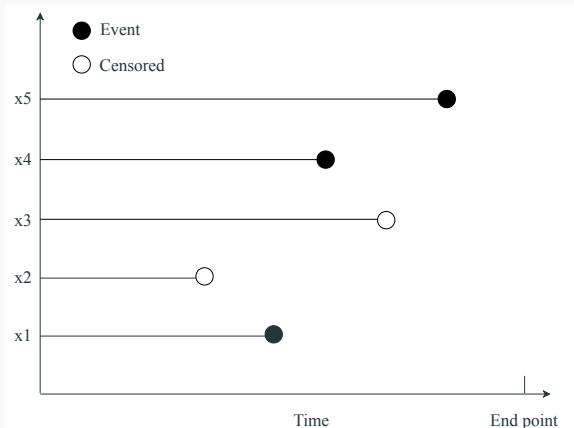 Event
Censored
x5
x4
x3
x2
x1
Time
End point